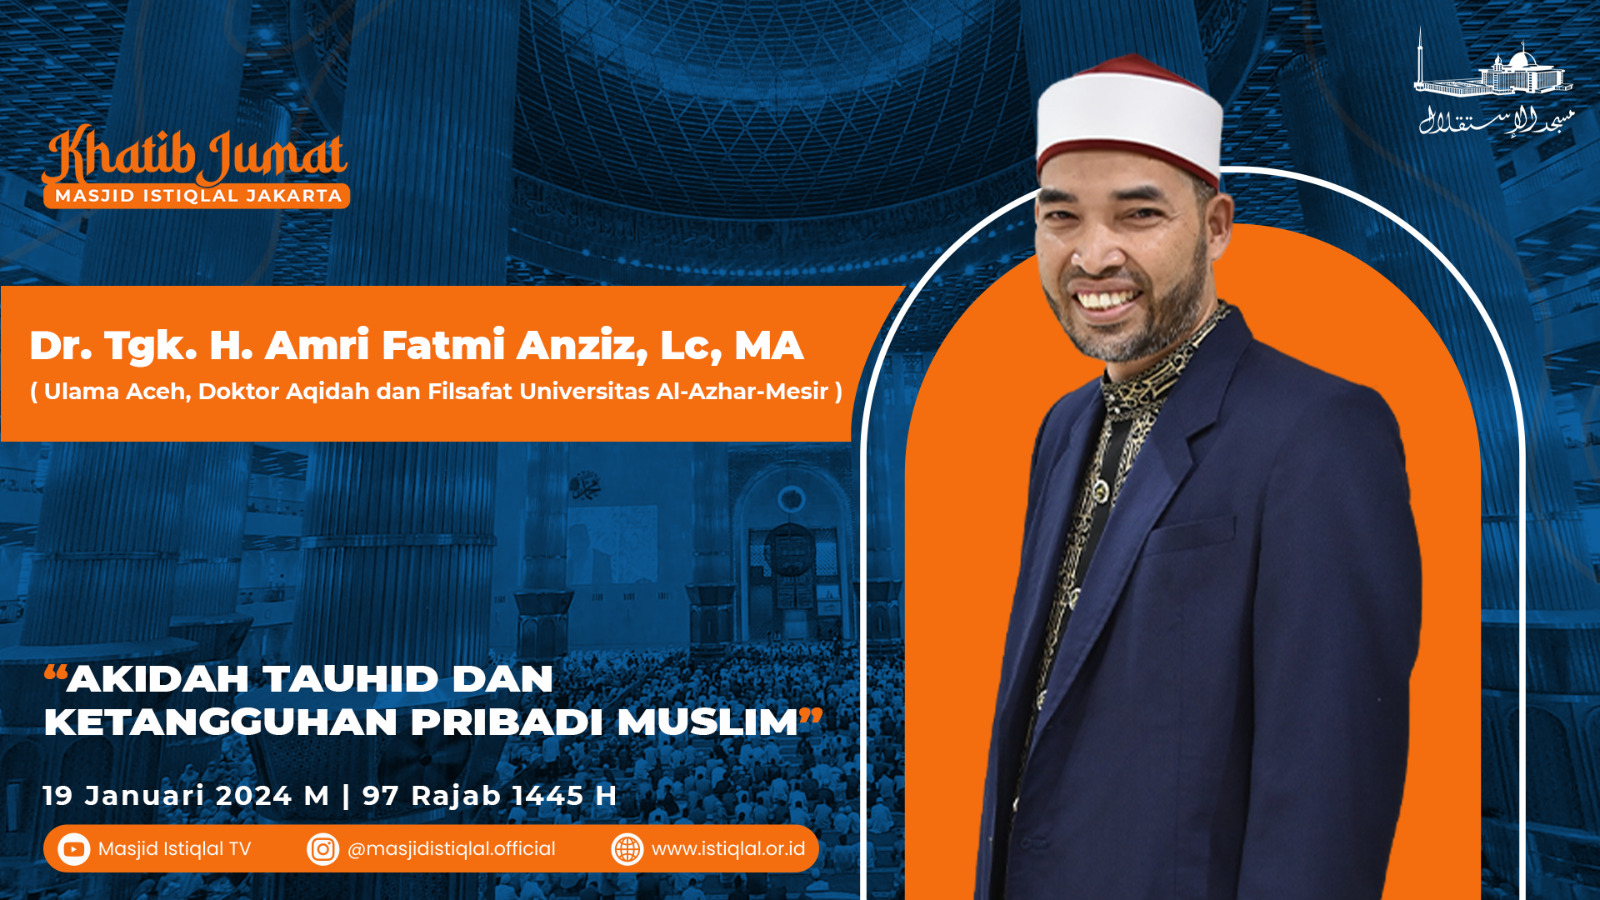 Khatib Jumat
MASJID ISTIQLAL JAKARTA
مسجد الإستقلال
Dr. Tgk. H. Amri Fatmi Anziz, Lc, MA
( Ulama Aceh, Doktor Aqidah dan Filsafat Universitas Al-Azhar-Mesir )
“AKIDAH TAUHID DAN
KETANGGUHAN PRIBADI MUSLIM”
19 Januari 2024 M | 97 Rajab 1445 H
Masjid Istiqlal TV @masjidistiqlal.official www.istiqlal.or.id